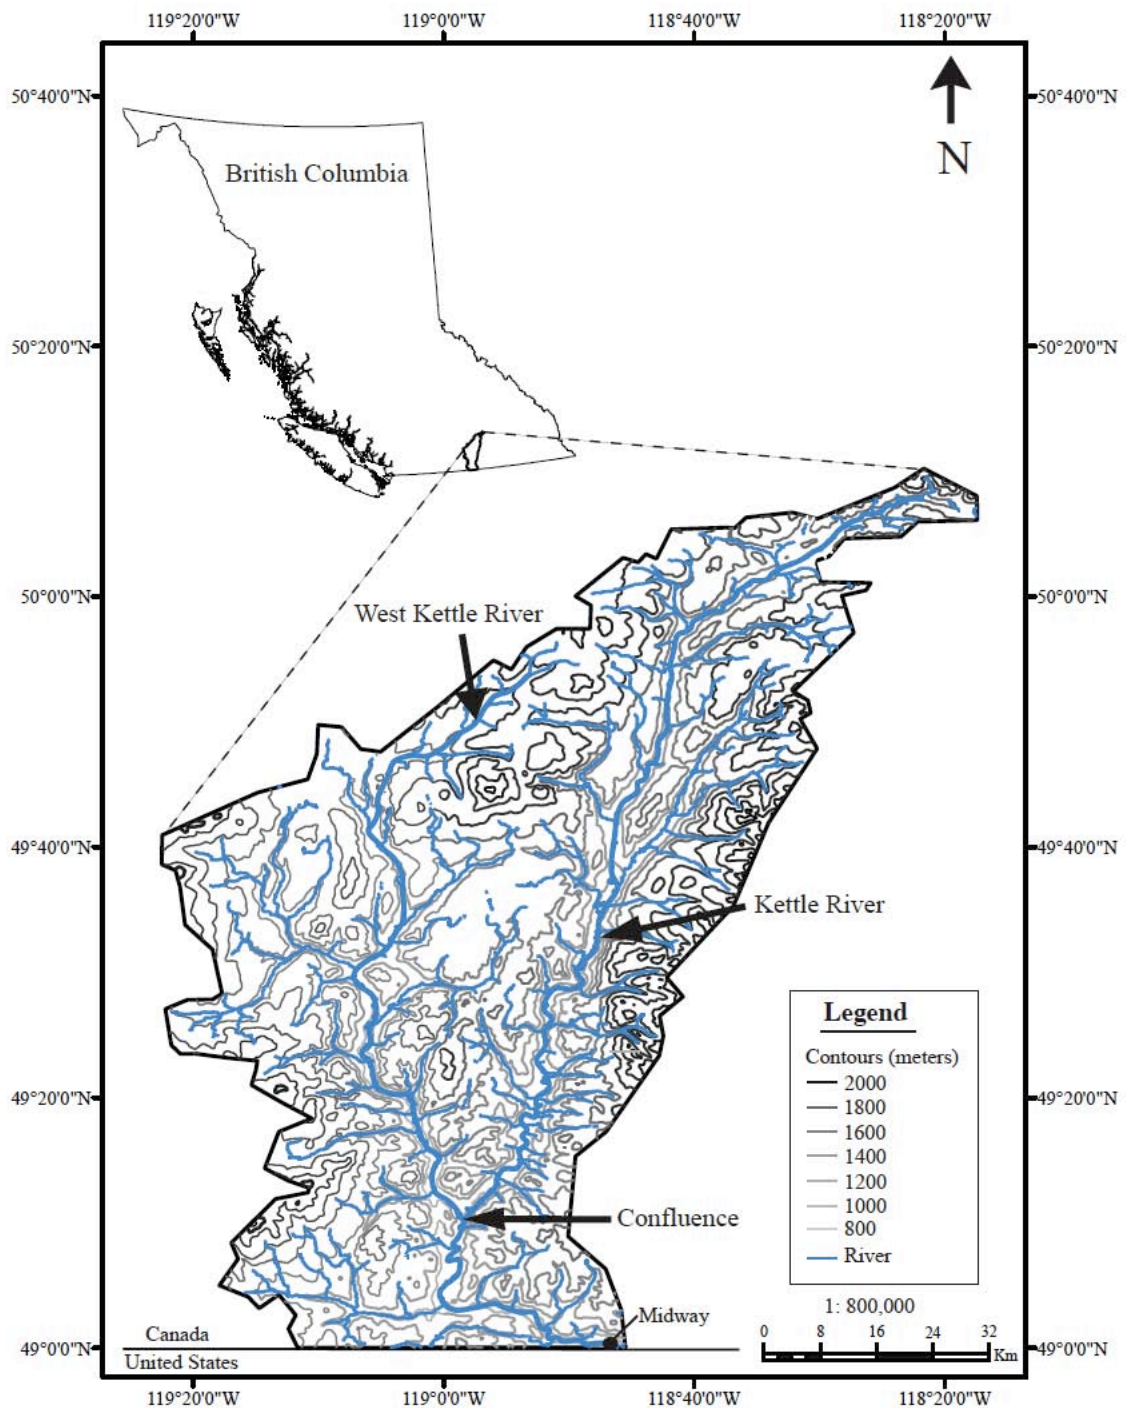 119°20'0"W 119°0'0"W 118°40'0"W 118°20'0"W
50°40'0"N 50°40'0"N
N
British Columbia
50°20'0"N 50°20'0"N
50°0'0"N 50°0'0"N
West Kettle River
49°40'0"N 49°40'0"N
Kettle River
Legend
Contours (meters)
2000
1800
1600
1400
1200
1000
800
River
49°20'0"N 49°20'0"N
Confluence
1: 800,000
Midway
0 8 16 24 32
Km
Canada
49°0'0"N 49°0'0"N
United States
119°20'0"W 119°0'0"W 118°40'0"W 118°20'0"W